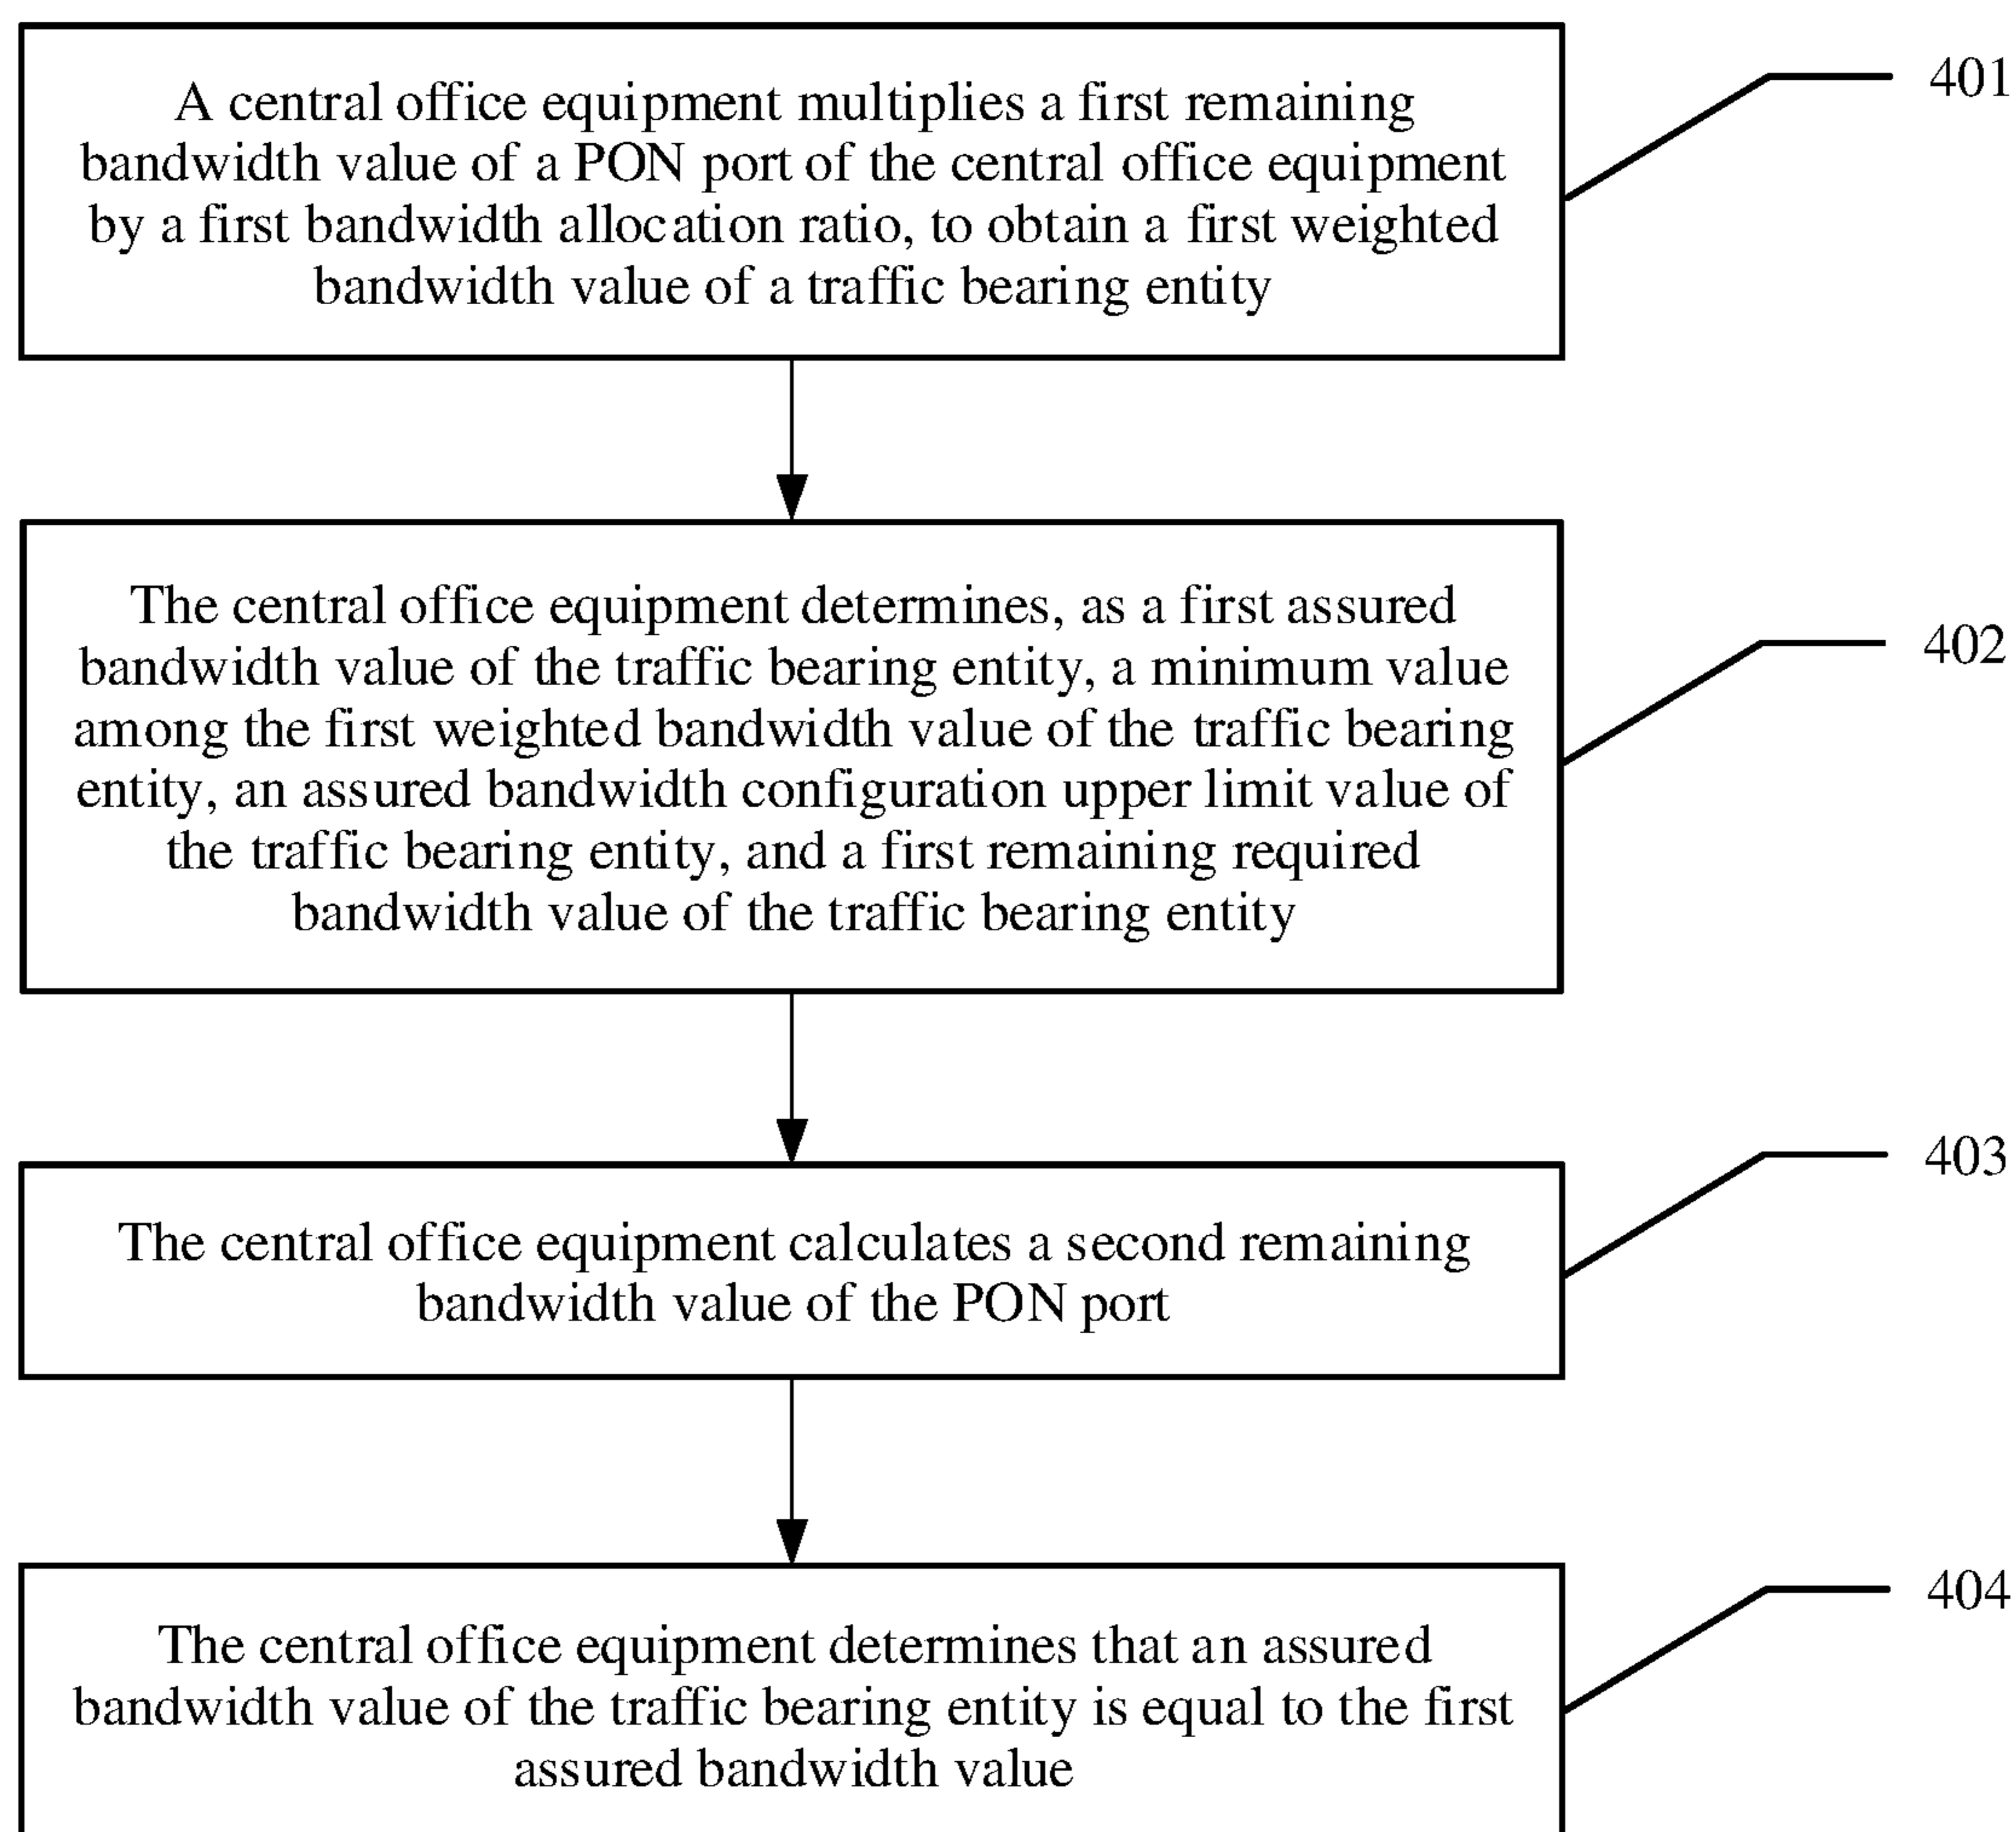 A central office equipment multiplies a first remaining
bandwidth value of a PON port of the central office equipment
by a first bandwidth allocation ratio, to obtain a first weighted
bandwidth value of a traffic bearing entity
401
The central office equipment determines, as a first assured
bandwidth value of the traffic bearing entity, a minimum value
among the first weighted bandwidth value of the traffic bearing
entity, an assured bandwidth configuration upper limit value of
the traffic bearing entity, and a first remaining required
bandwidth value of the traffic bearing entity
402
The central office equipment calculates a second remaining
bandwidth value of the PON port
403
The central office equipment determines that an assured
bandwidth value of the traffic bearing entity is equal to the first
assured bandwidth value
404